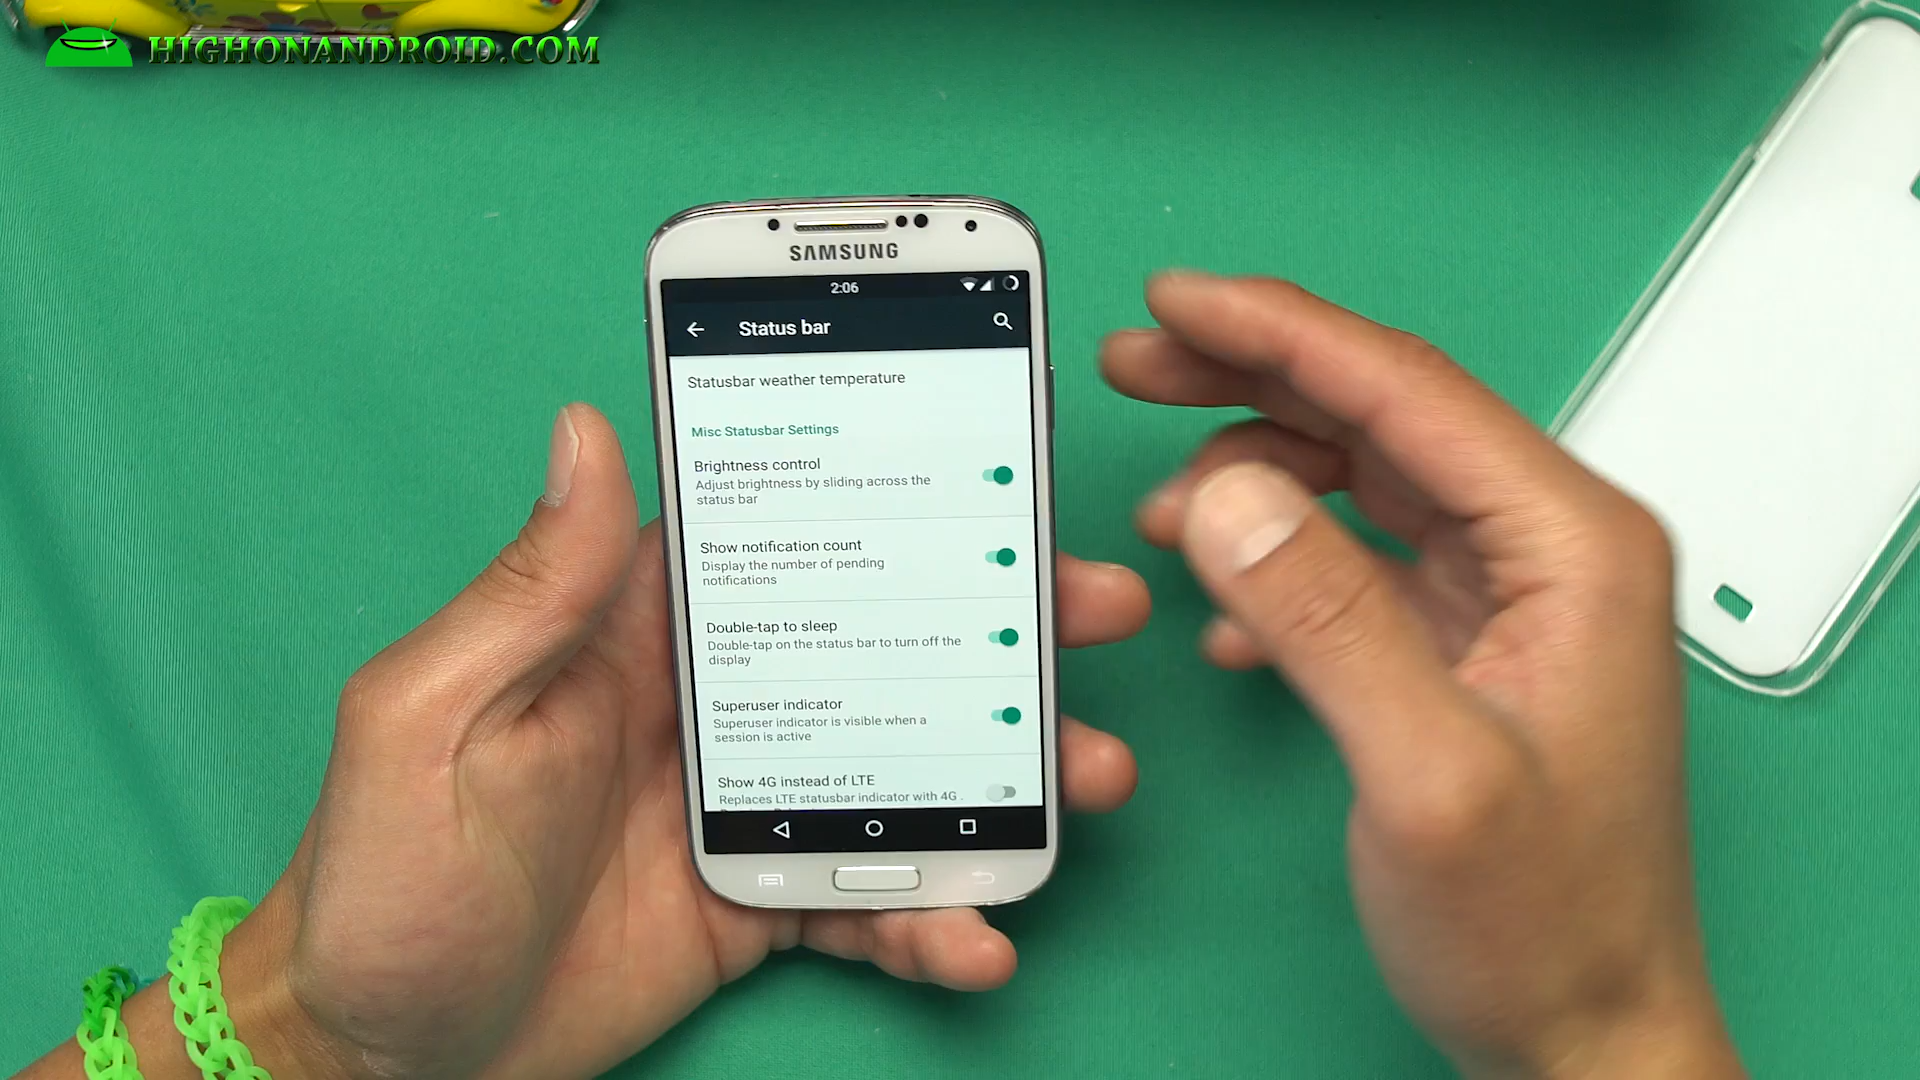 HIGHONANDROID.COM
SAMSUNG
2:06
Status bar
Statusbar weather temperature
Misc Statusbar Settings
Brightness control
Adjust brightness by sliding across the
status bar
Show notification count
Display the number of pending
notifications
Double-tap to sleep
Double-tap on the status bar to turn off the
display
Superuser indicator
Superuser indicator is visible when a
session is active
Show 4G instead of LTE
Replaces LTE statusbar indicator with 4G .